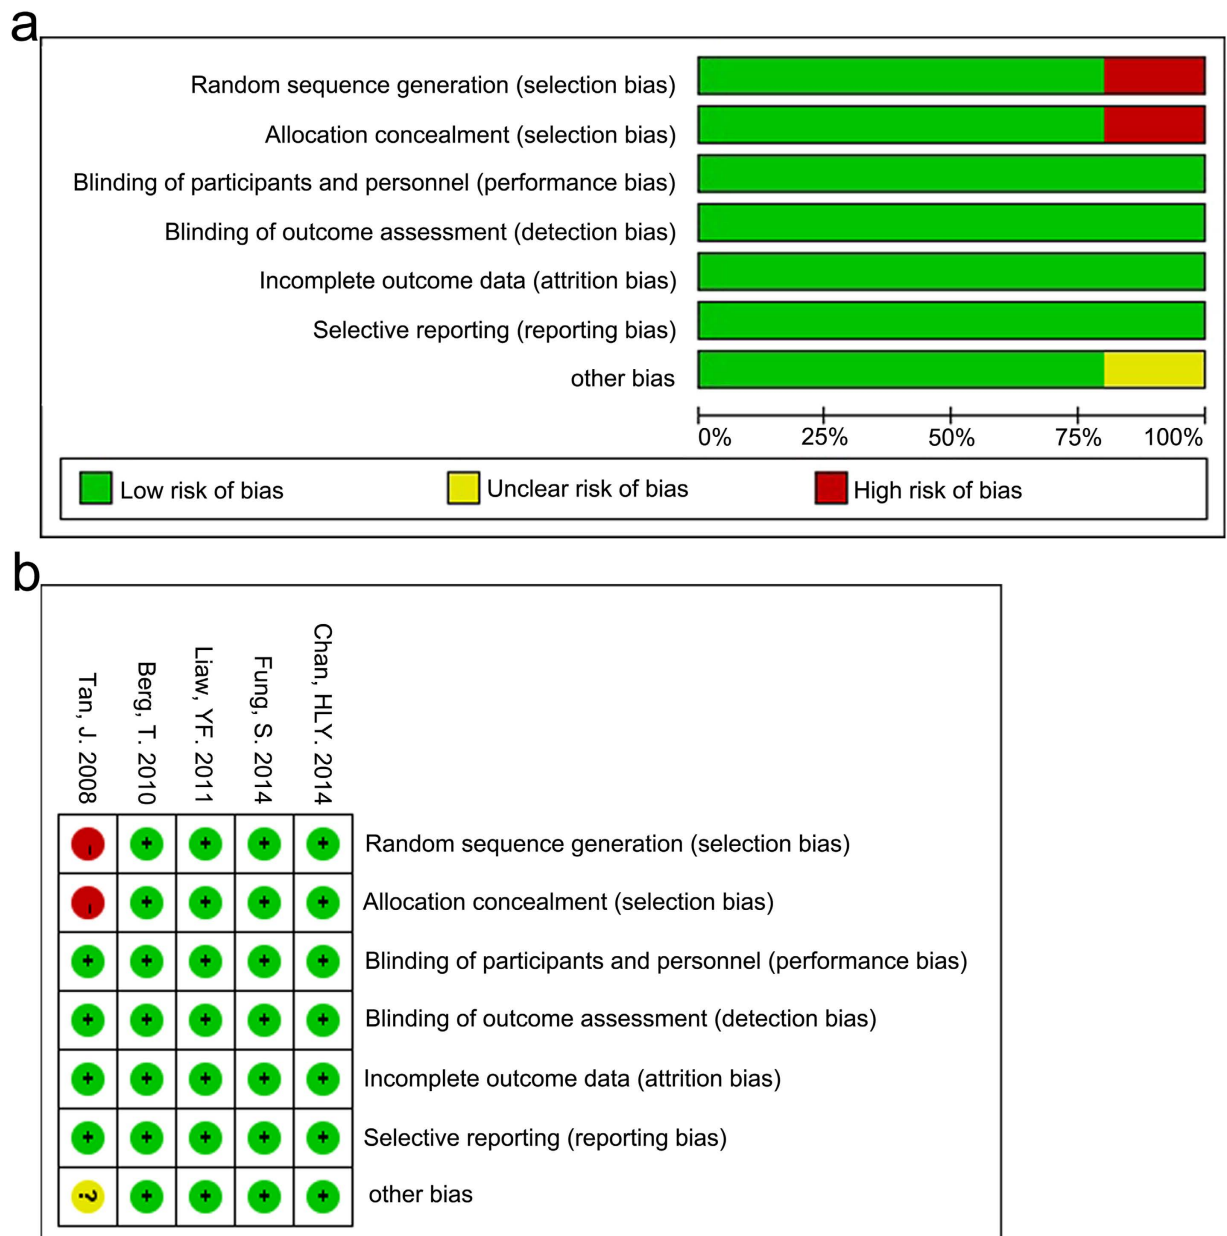 a
Random sequence generation (selection bias)
Allocation concealment (selection bias)
Blinding of participants and personnel (performance bias)
Blinding of outcome assessment (detection bias)
Incomplete outcome data (attrition bias)
Selective reporting (reporting bias)
other bias
0% 25% 50% 75% 100%
Low risk of bias Unclear risk of bias High risk of bias
b
Tan, J. 2008
Berg, T. 2010
Liaw, YF. 2011
Fung, S. 2014
Chan, HLY. 2014
- + + + + Random sequence generation (selection bias)
- + + + + Allocation concealment (selection bias)
+ + + + + Blinding of participants and personnel (performance bias)
+ + + + + Blinding of outcome assessment (detection bias)
+ + + + + Incomplete outcome data (attrition bias)
+ + + + + Selective reporting (reporting bias)
? + + + + other bias